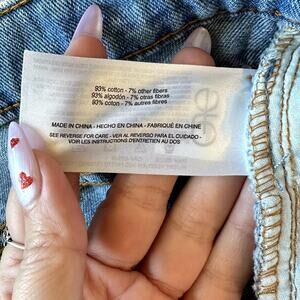 93% cotton - 7% other fibers
93% algodón - 7% otras fibras
93% coton - 7% autres fibres
MADE IN CHINA - HECHO EN CHINA - FABRIQUÉ EN CHINE
SEE REVERSE FOR CARE - VER AL REVERSO PARA EL CUIDADO -
VOIR LES INSTRUCTIONS D'ENTRETIEN AU DOS